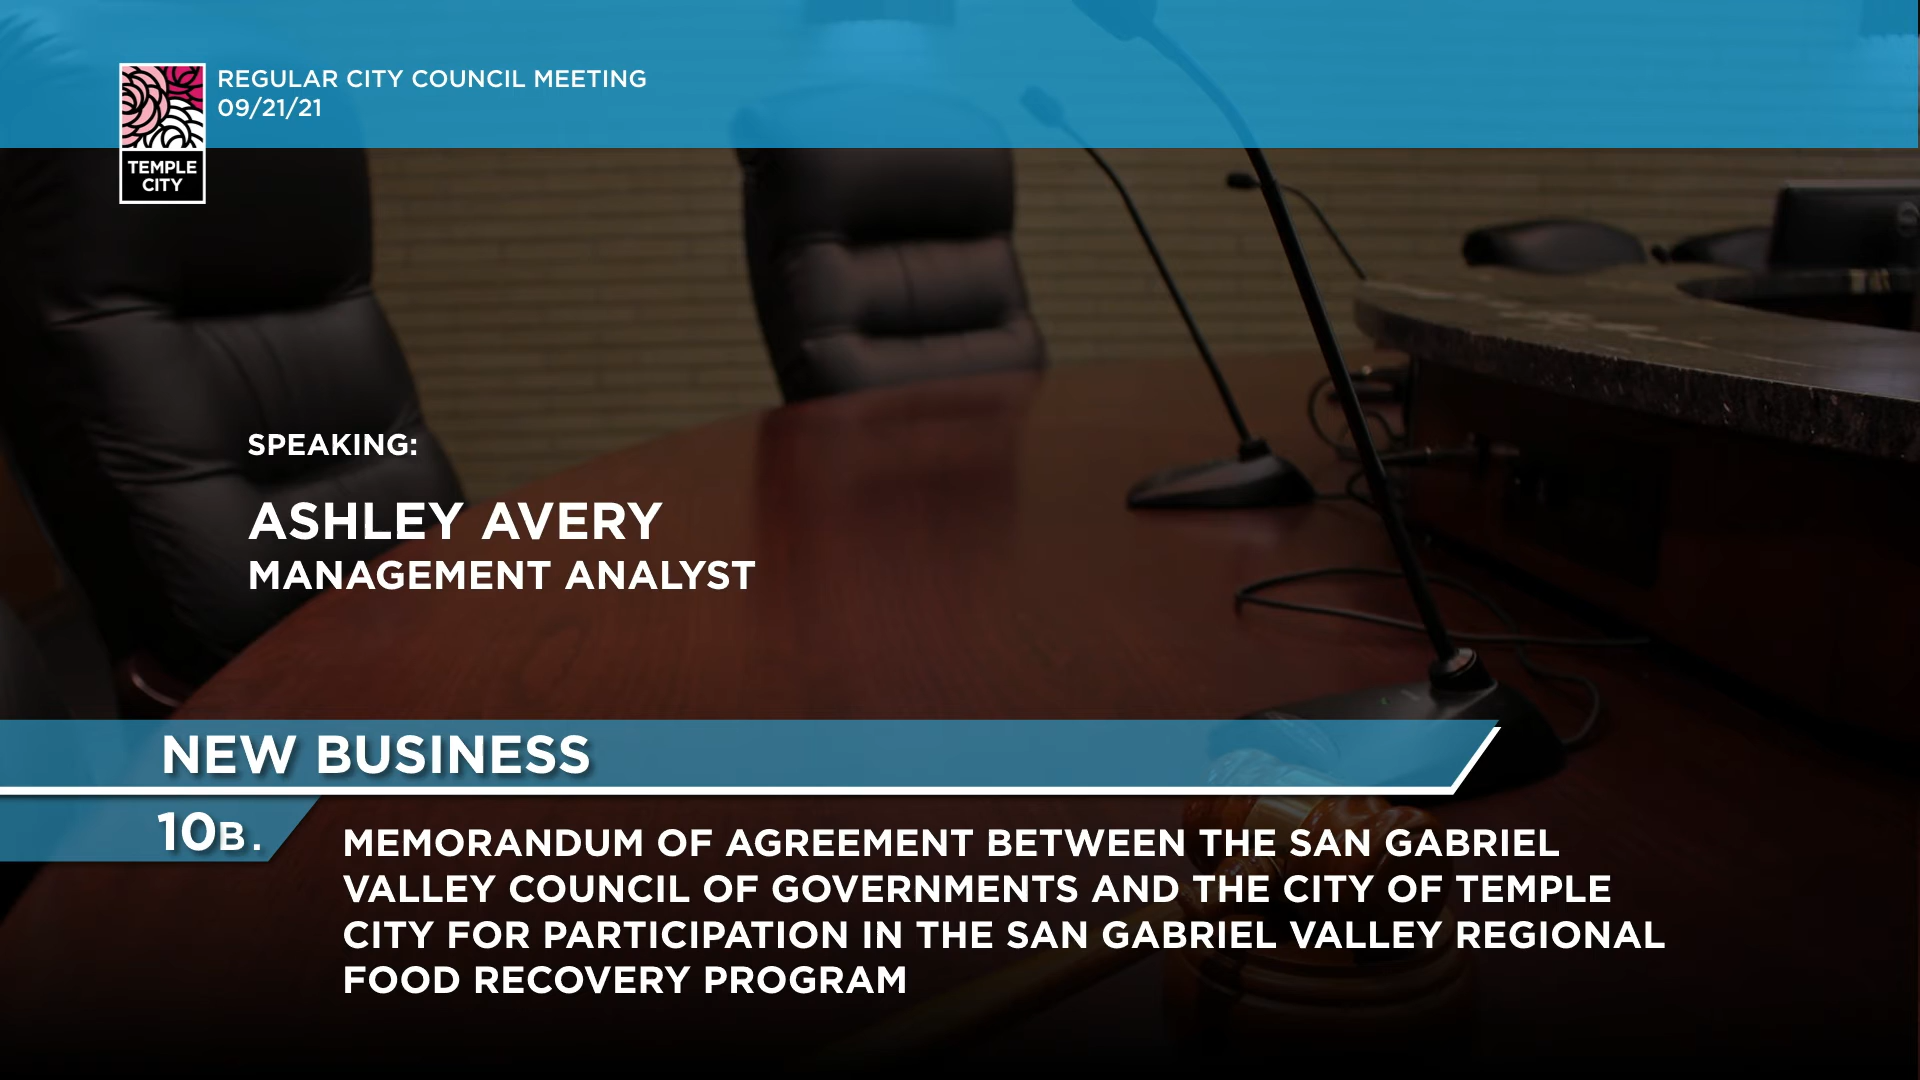 REGULAR CITY COUNCIL MEETING
09/21/21
TEMPLE
CITY
SPEAKING:
ASHLEY AVERY
MANAGEMENT ANALYST
NEW BUSINESS
10B.
MEMORANDUM OF AGREEMENT BETWEEN THE SAN GABRIEL
VALLEY COUNCIL OF GOVERNMENTS AND THE CITY OF TEMPLE
CITY FOR PARTICIPATION IN THE SAN GABRIEL VALLEY REGIONAL
FOOD RECOVERY PROGRAM